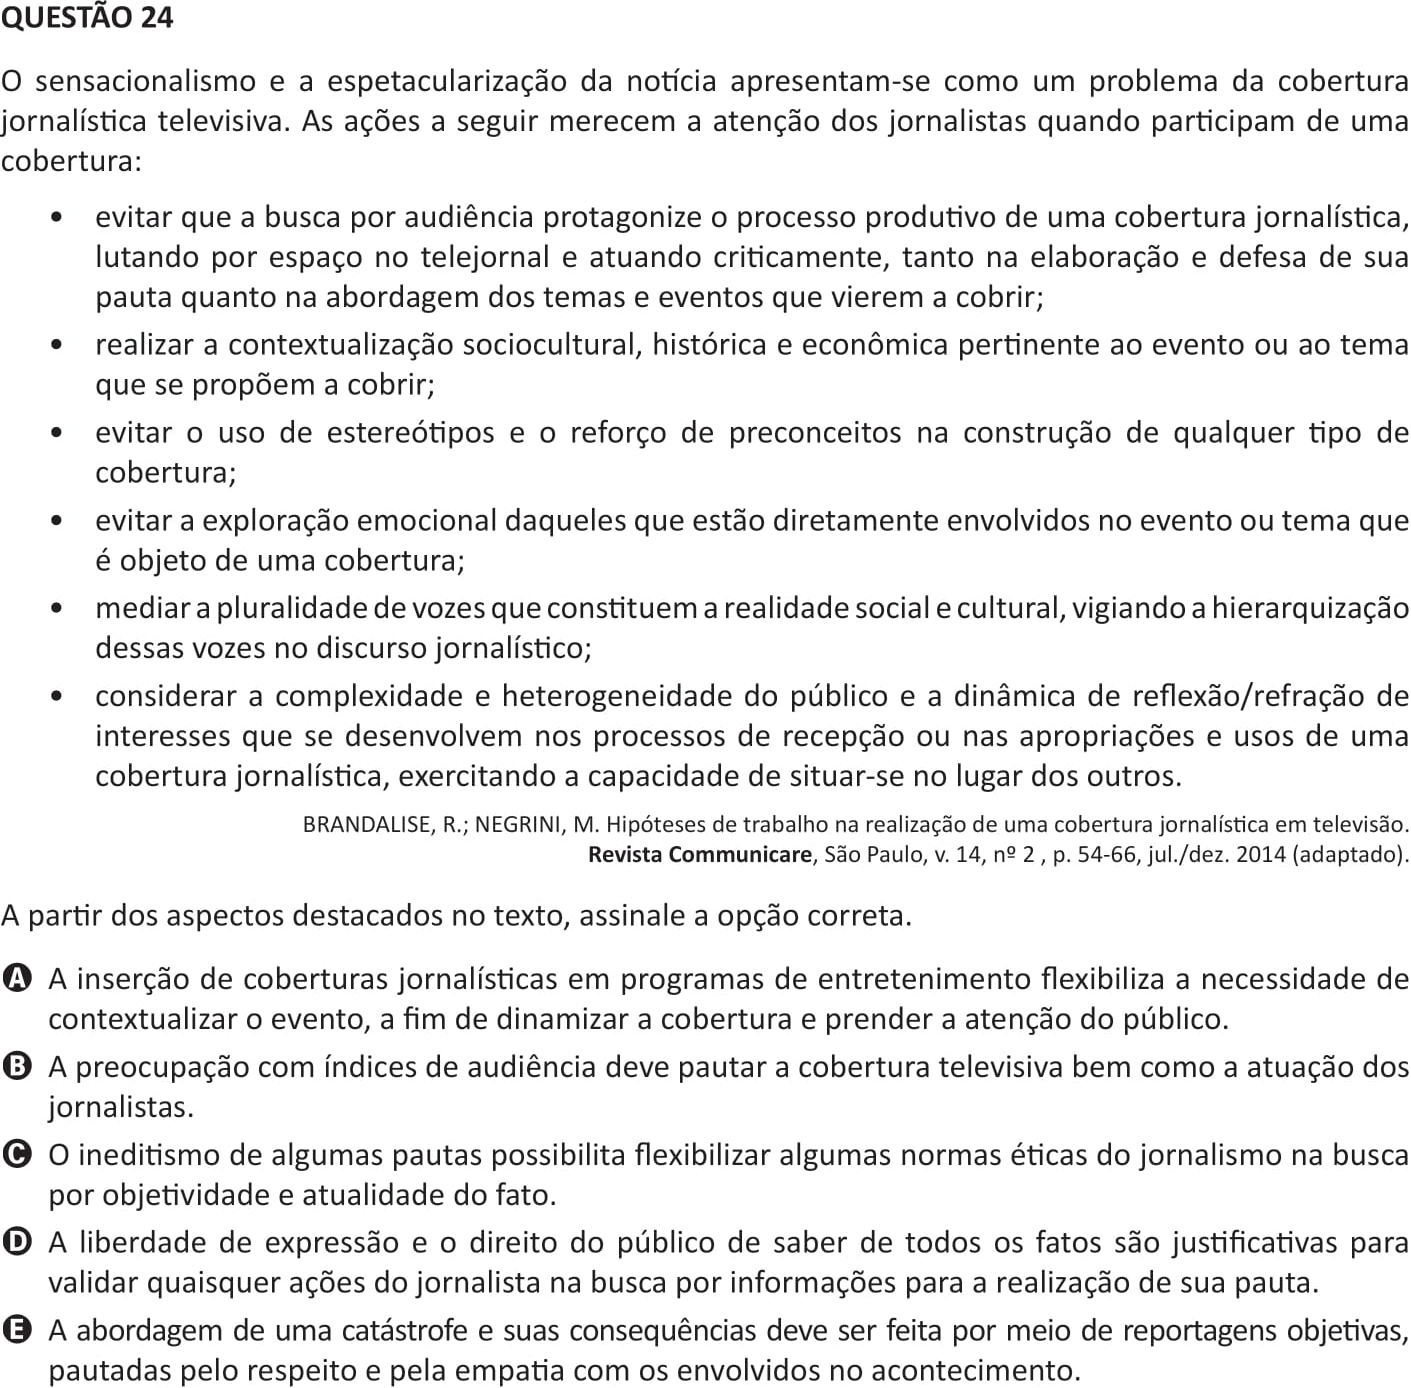 QUESTÃO 24
O sensacionalismo e a espetacularização da notícia apresentam-se como um problema da cobertura
jornalística televisiva. As ações a seguir merecem a atenção dos jornalistas quando participam de uma
cobertura:
• evitar que a busca por audiência protagonize o processo produtivo de uma cobertura jornalística,
lutando por espaço no telejornal e atuando criticamente, tanto na elaboração e defesa de sua
pauta quanto na abordagem dos temas e eventos que vierem a cobrir;
• realizar a contextualização sociocultural, histórica e econômica pertinente ao evento ou ao tema
que se propõem a cobrir;
• evitar o uso de estereótipos e o reforço de preconceitos na construção de qualquer tipo de
cobertura;
• evitar a exploração emocional daqueles que estão diretamente envolvidos no evento ou tema que
é objeto de uma cobertura;
• mediar a pluralidade de vozes que constituem a realidade social e cultural, vigiando a hierarquização
dessas vozes no discurso jornalístico;
• considerar a complexidade e heterogeneidade do público e a dinâmica de reflexão/refração de
interesses que se desenvolvem nos processos de recepção ou nas apropriações e usos de uma
cobertura jornalística, exercitando a capacidade de situar-se no lugar dos outros.
BRANDALISE, R.; NEGRINI, M. Hipóteses de trabalho na realização de uma cobertura jornalística em televisão.
Revista Communicare, São Paulo, v. 14, nº 2 , p. 54-66, jul./dez. 2014 (adaptado).
A partir dos aspectos destacados no texto, assinale a opção correta.
A A inserção de coberturas jornalísticas em programas de entretenimento flexibiliza a necessidade de
contextualizar o evento, a fim de dinamizar a cobertura e prender a atenção do público.
B A preocupação com índices de audiência deve pautar a cobertura televisiva bem como a atuação dos
jornalistas.
C O ineditismo de algumas pautas possibilita flexibilizar algumas normas éticas do jornalismo na busca
por objetividade e atualidade do fato.
D A liberdade de expressão e o direito do público de saber de todos os fatos são justificativas para
validar quaisquer ações do jornalista na busca por informações para a realização de sua pauta.
E A abordagem de uma catástrofe e suas consequências deve ser feita por meio de reportagens objetivas,
pautadas pelo respeito e pela empatia com os envolvidos no acontecimento.